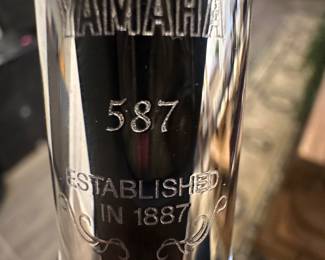 YAMAHA
587
ESTABLISHED
IN 1887